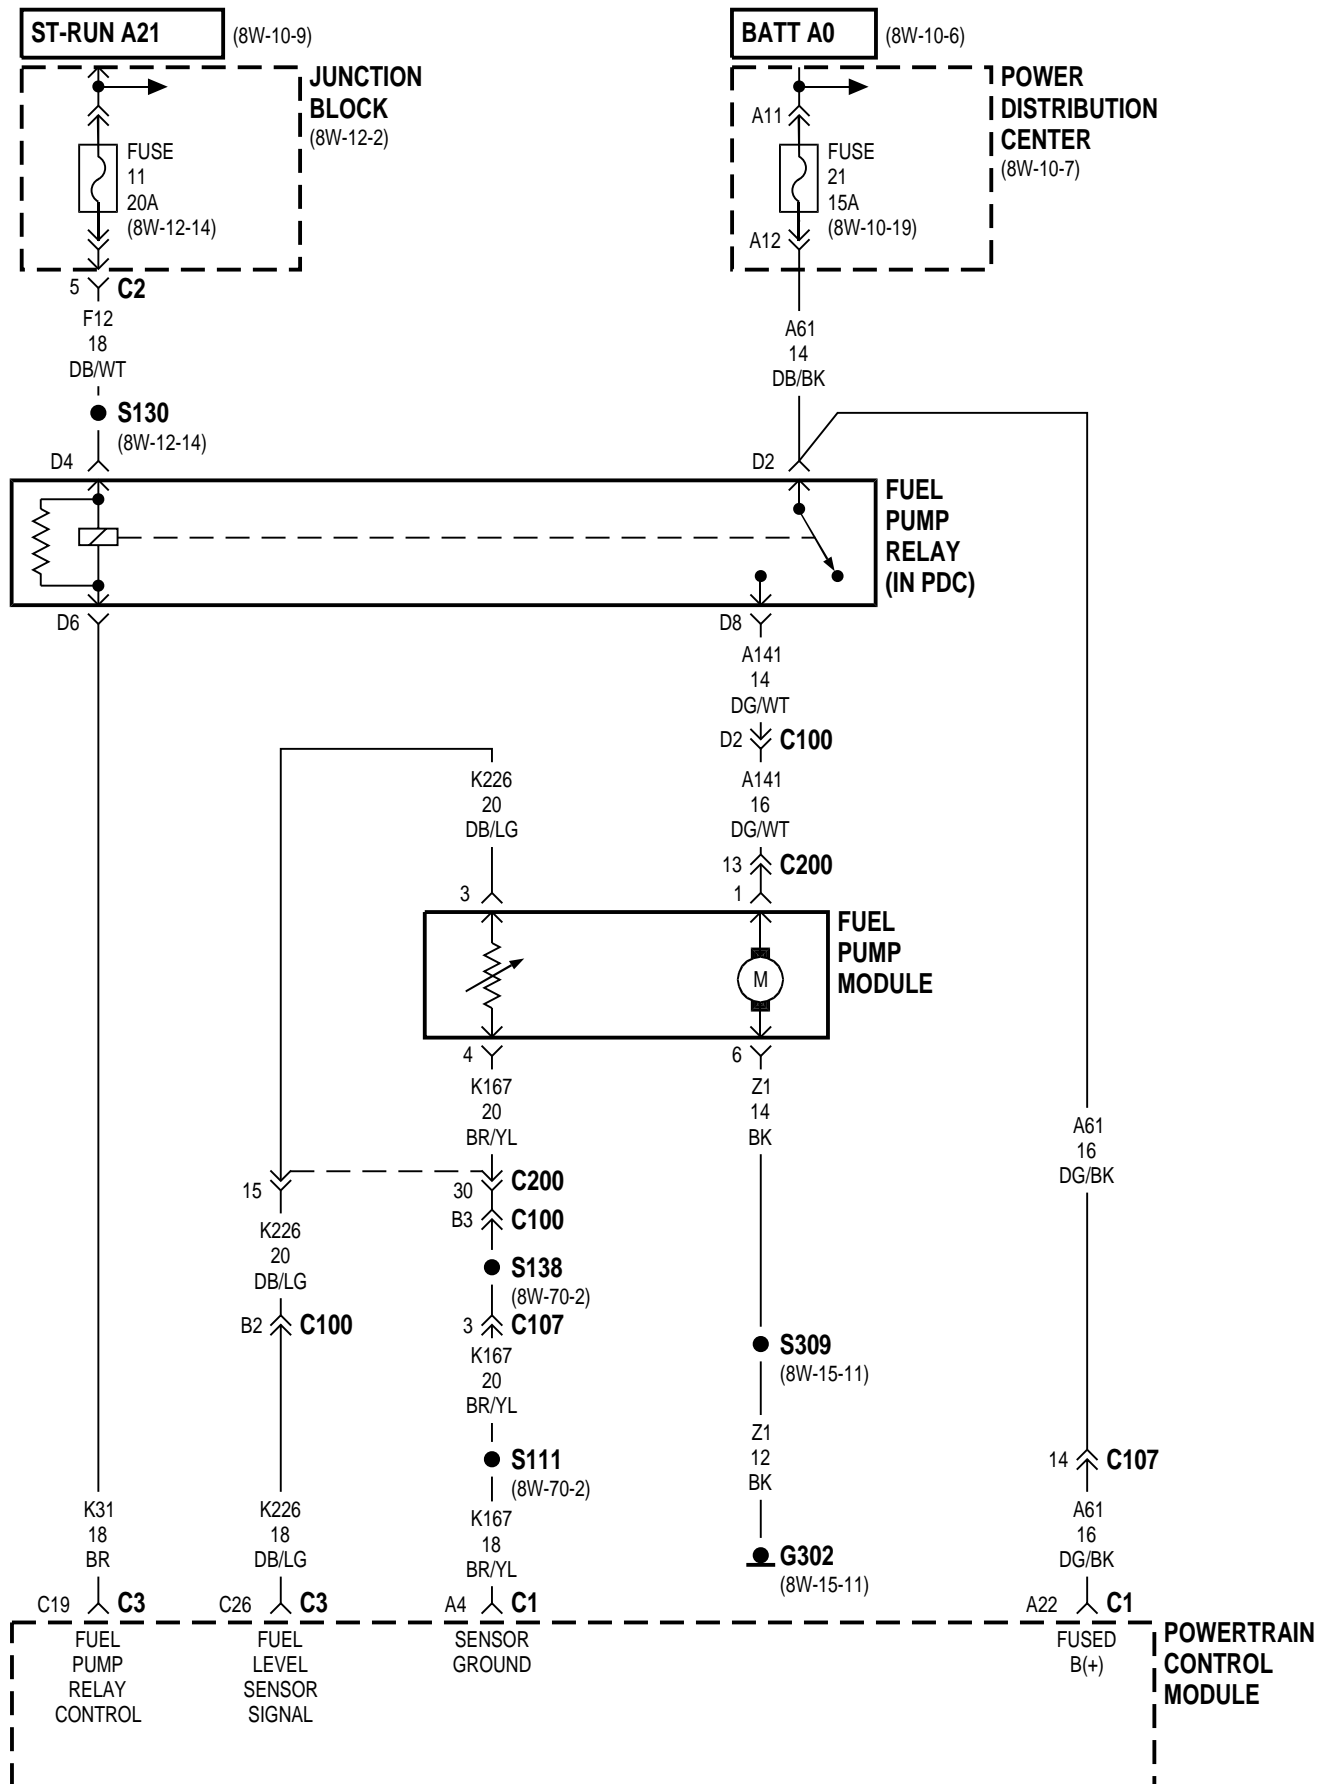 ST-RUN A21
(8W-10-9)
BATT A0
(8W-10-6)
JUNCTION
BLOCK
(8W-12-2)
FUSE
11
20A
(8W-12-14)
POWER
DISTRIBUTION
CENTER
(8W-10-7)
A11
FUSE
21
15A
(8W-10-19)
A12
5
C2
F12
18
DB/WT
S130
(8W-12-14)
D4
A61
14
DB/BK
D2
FUEL
PUMP
RELAY
(IN PDC)
D6
D8
A141
14
DG/WT
D2
C100
A141
16
DG/WT
13
C200
K226
20
DB/LG
3
1
FUEL
PUMP
MODULE
M
4
6
K167
20
BR/YL
Z1
14
BK
A61
16
DG/BK
15
30
C200
B3
C100
K226
20
DB/LG
S138
(8W-70-2)
B2
C100
3
C107
K167
20
BR/YL
S309
(8W-15-11)
S111
(8W-70-2)
Z1
12
BK
14
C107
K31
18
BR
K226
18
DB/LG
K167
18
BR/YL
G302
(8W-15-11)
A61
16
DG/BK
C19
C3
C26
C3
A4
C1
A22
C1
FUEL
PUMP
RELAY
CONTROL
FUEL
LEVEL
SENSOR
SIGNAL
SENSOR
GROUND
FUSED
B(+)
POWERTRAIN
CONTROL
MODULE